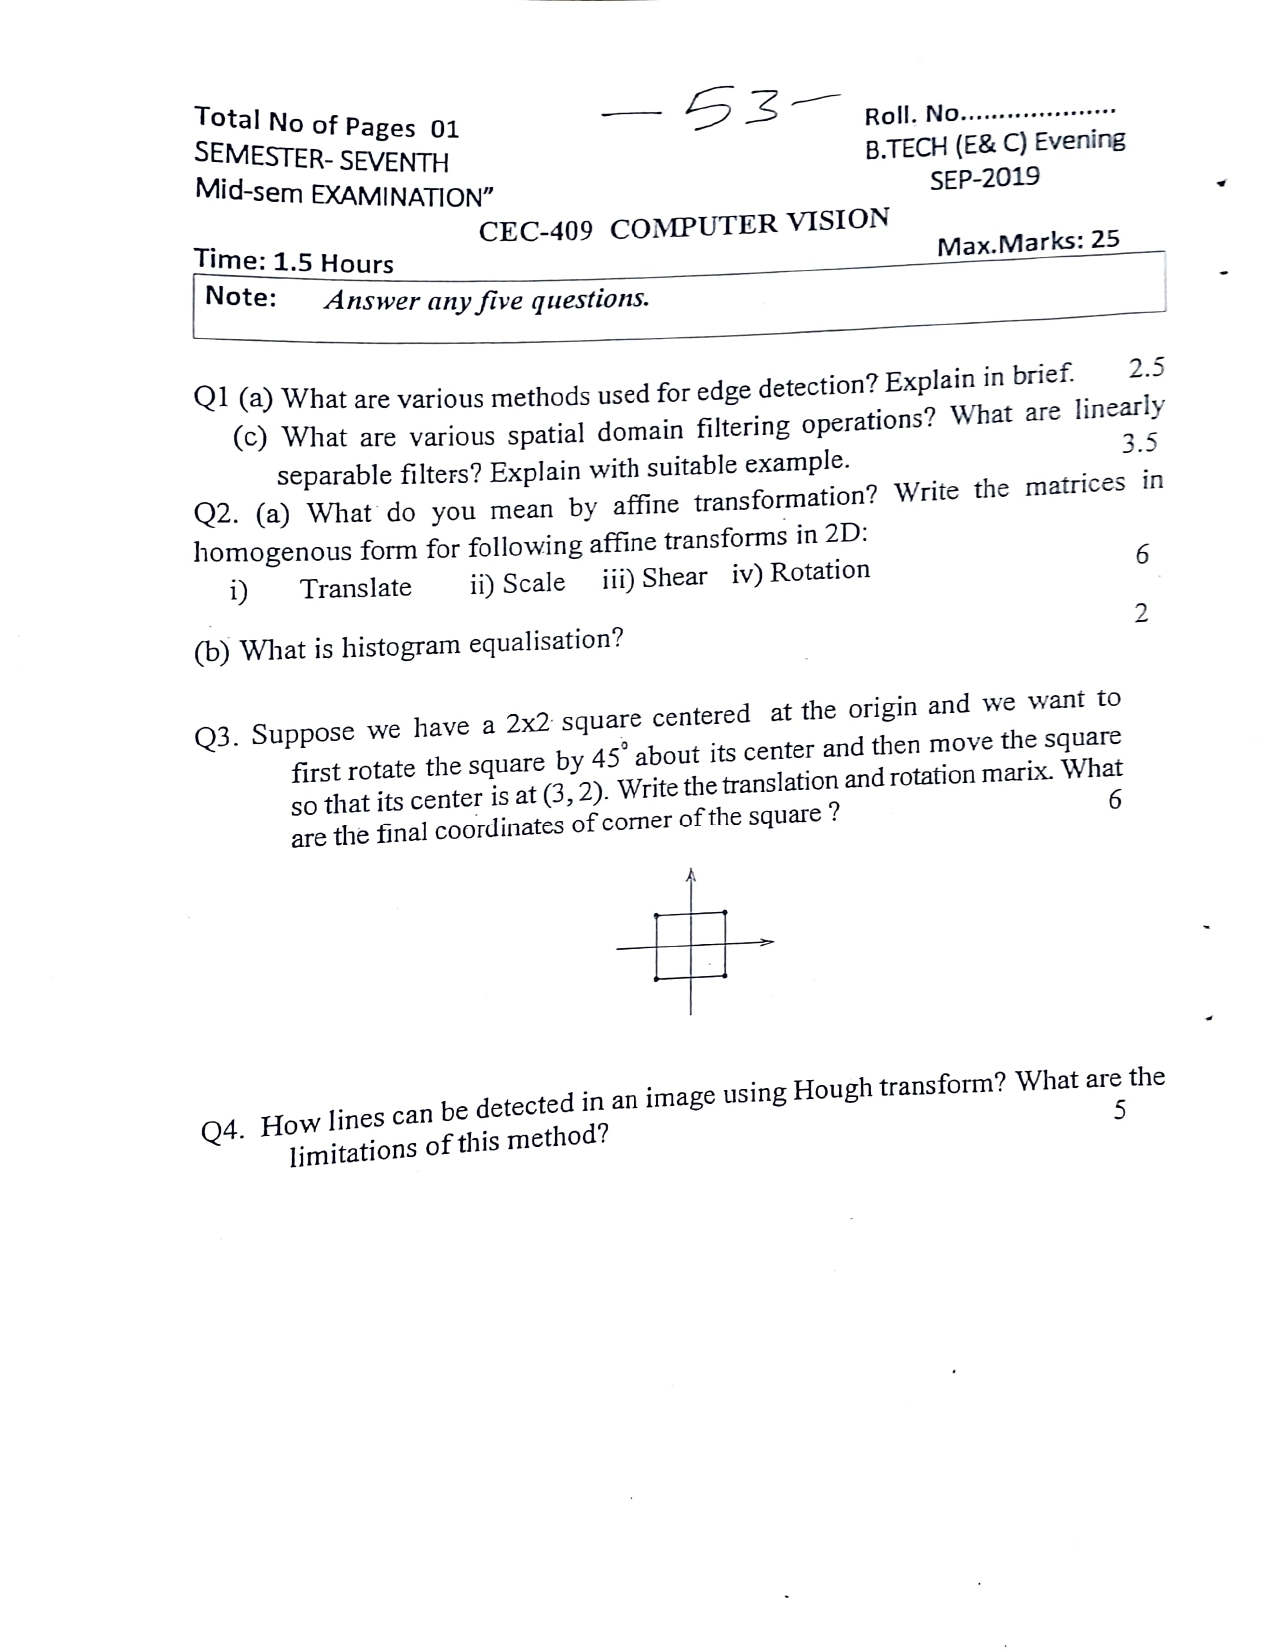 Total No of Pages 01
— 53 —
Roll. No....................
SEMESTER- SEVENTH
B.TECH (E& C) Evening
Mid-sem EXAMINATION”
SEP-2019
CEC-409 COMPUTER VISION
Time: 1.5 Hours
Max.Marks: 25
Note: Answer any five questions.
Q1 (a) What are various methods used for edge detection? Explain in brief. 2.5
(c) What are various spatial domain filtering operations? What are linearly
separable filters? Explain with suitable example. 3.5
Q2. (a) What do you mean by affine transformation? Write the matrices in
homogenous form for following affine transforms in 2D:
i) Translate ii) Scale iii) Shear iv) Rotation 6
(b) What is histogram equalisation? 2
Q3. Suppose we have a 2x2 square centered at the origin and we want to
first rotate the square by 45° about its center and then move the square
so that its center is at (3, 2). Write the translation and rotation marix. What
are the final coordinates of corner of the square ? 6
Q4. How lines can be detected in an image using Hough transform? What are the
limitations of this method? 5